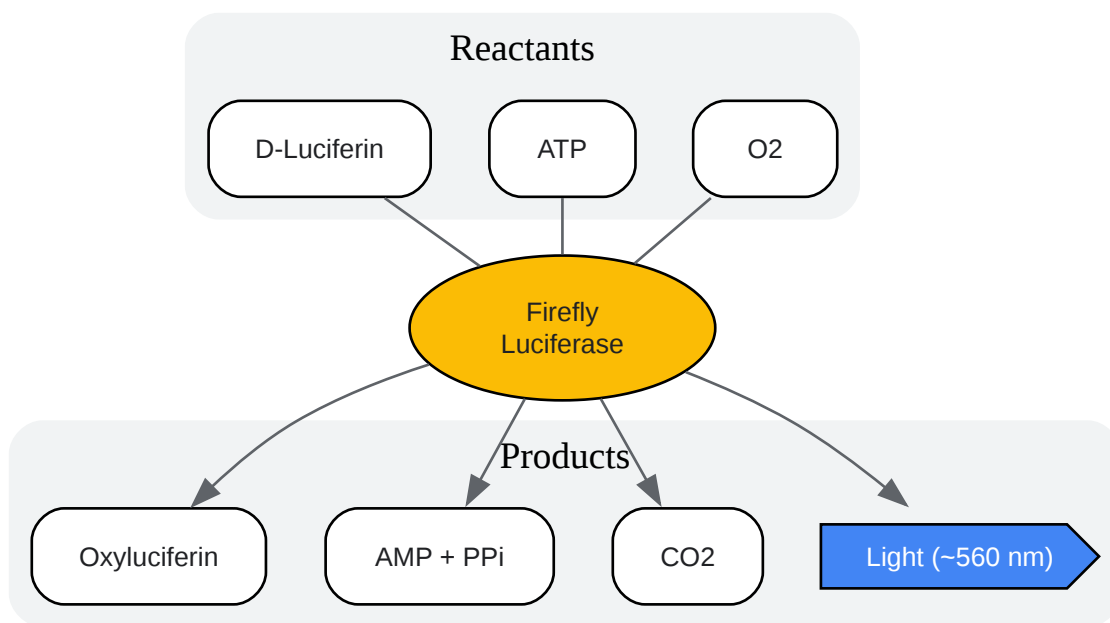 Reactants
D-Luciferin
ATP
O2
Firefly
Luciferase
Products
Oxyluciferin
AMP + PPi
CO2
Light (~560 nm)